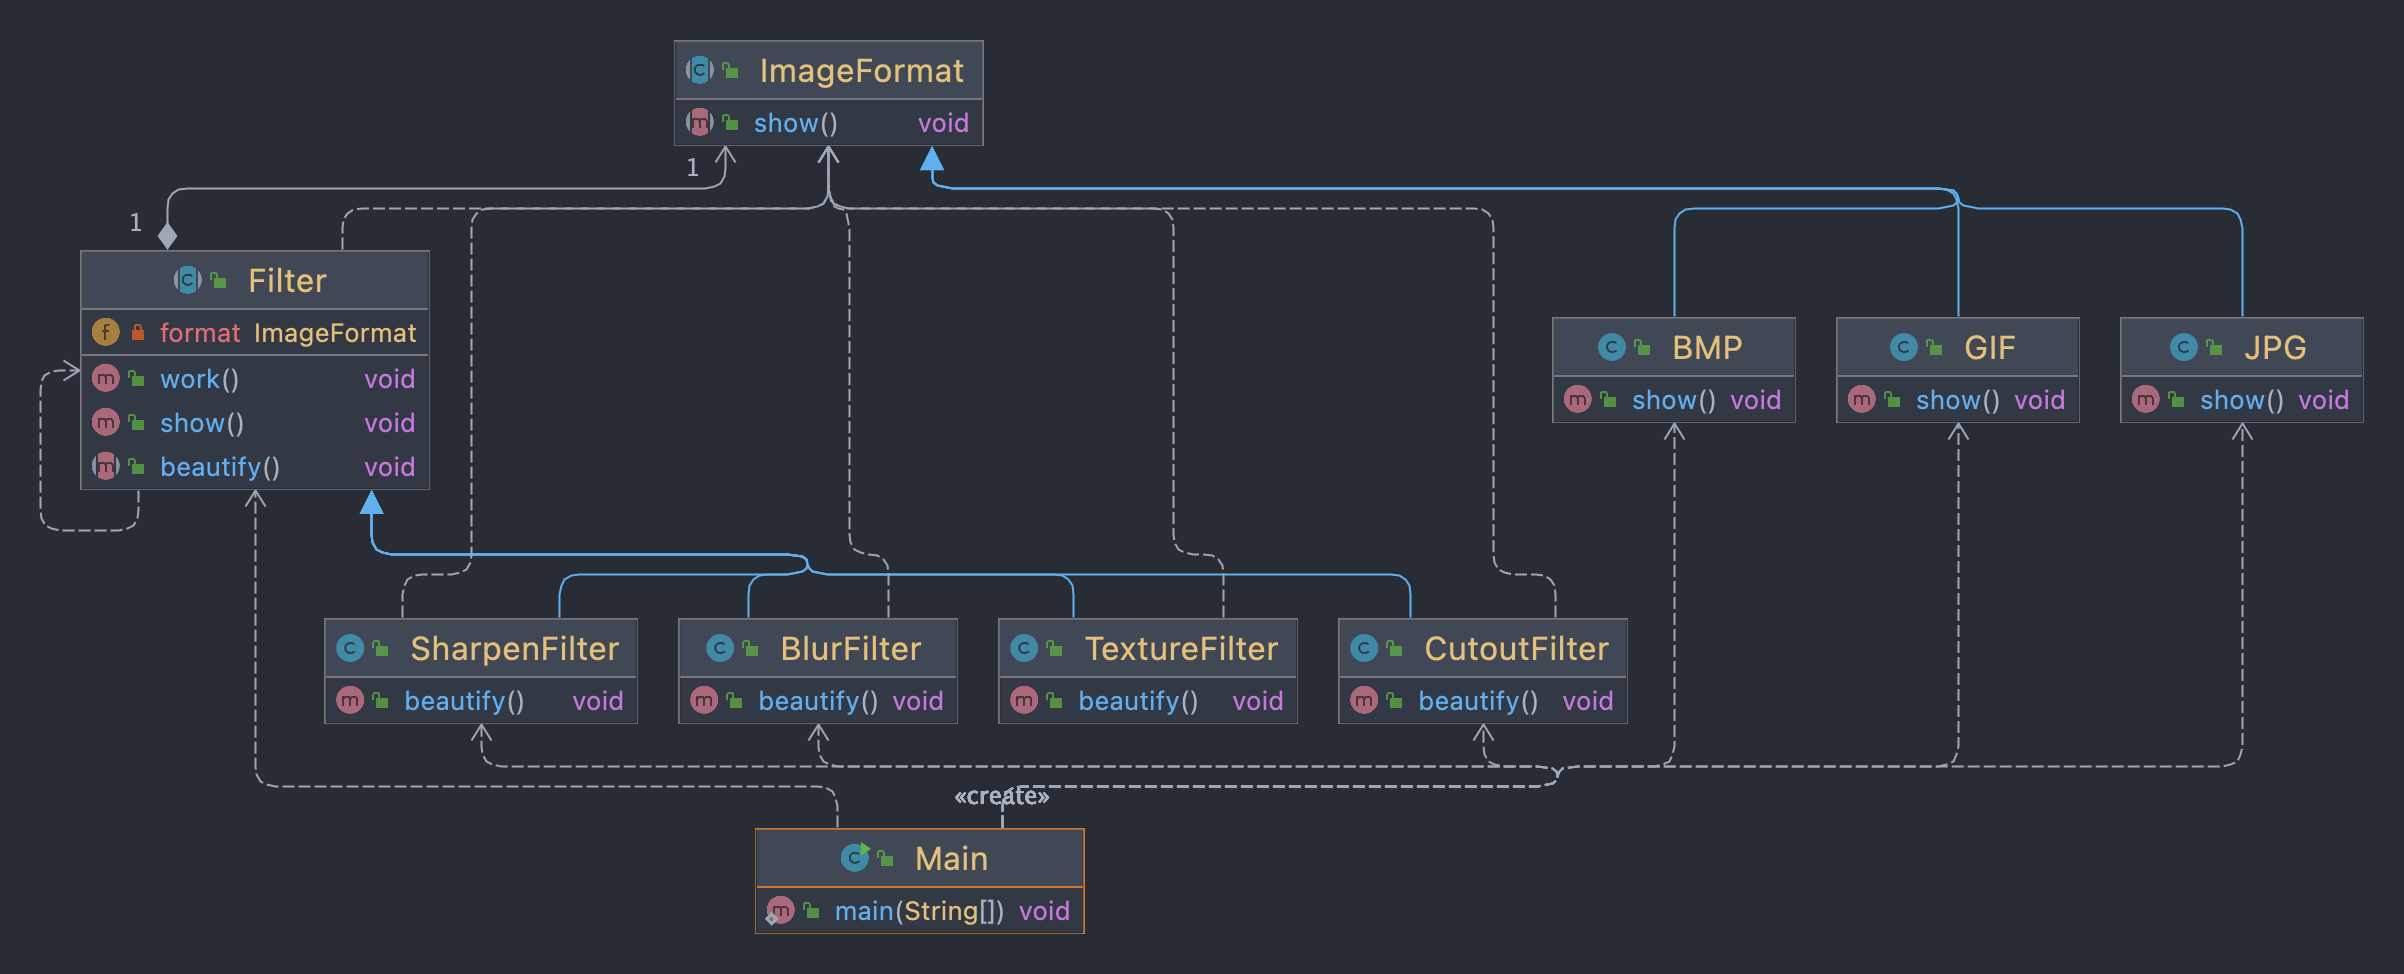 ImageFormat
show() void
1
1
Filter
format ImageFormat
work() void
show() void
beautify() void
BMP
show() void
GIF
show() void
JPG
show() void
SharpenFilter
beautify() void
BlurFilter
beautify() void
TextureFilter
beautify() void
CutoutFilter
beautify() void
«create»
Main
main(String[]) void